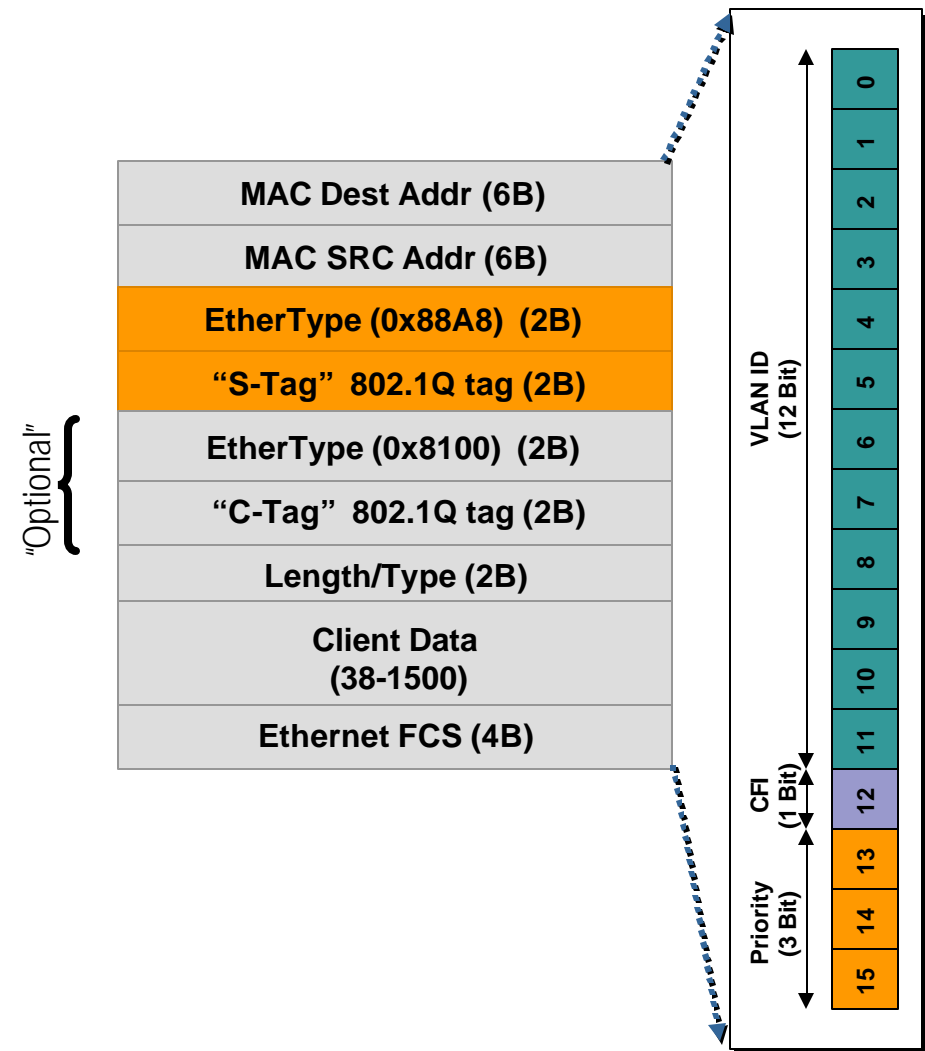 MAC Dest Addr (6B)
MAC SRC Addr (6B)
EtherType (0x88A8) (2B)
“S-Tag” 802.1Q tag (2B)
EtherType (0x8100) (2B)
“C-Tag” 802.1Q tag (2B)
Length/Type (2B)
Client Data
(38-1500)
Ethernet FCS (4B)
"Optional"
VLAN ID
(12 Bit)
CFI
(1 Bit)
Priority
(3 Bit)
0
1
2
3
4
5
6
7
8
9
10
11
12
13
14
15